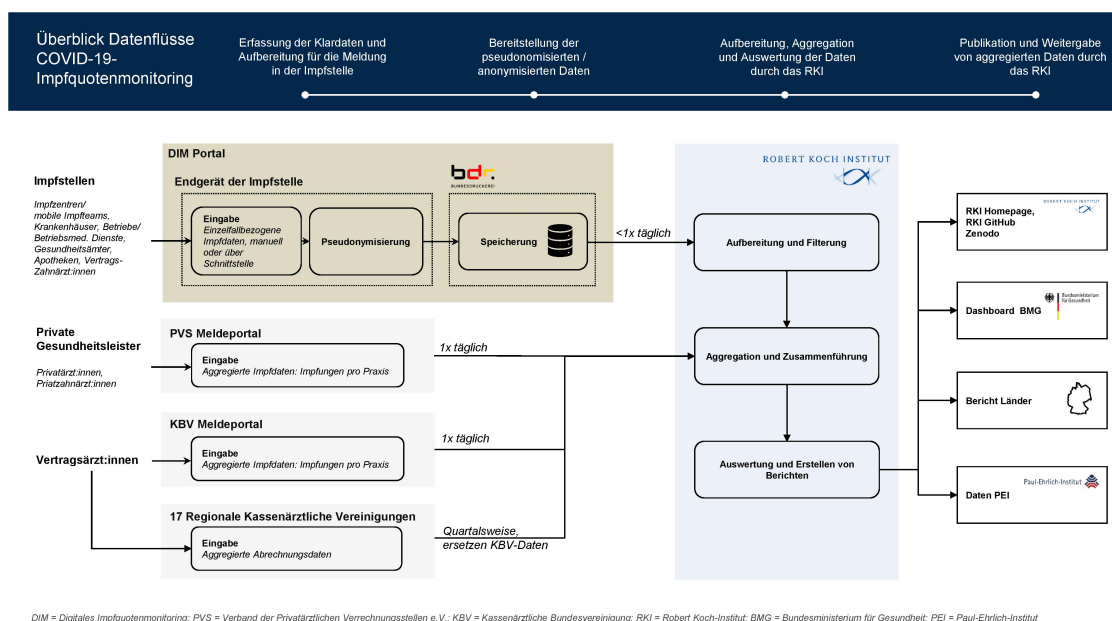 Überblick Datenflüsse
COVID-19-
Impfquotenmonitoring
Erfassung der Klardaten und
Aufbereitung für die Meldung
in der Impfstelle
Bereitstellung der
pseudonomisierten /
anonymisierten Daten
Aufbereitung, Aggregation
und Auswertung der Daten
durch das RKI
Publikation und Weitergabe
von aggregierten Daten durch
das RKI
DIM Portal
Impfstellen
Impfzentren/
mobile Impfteams,
Krankenhäuser, Betriebe/
Betriebsmed. Dienste,
Gesundheitsämter,
Apotheken, Vertrags-
Zahnärzt:innen
Endgerät der Impfstelle
Eingabe
Einzelfallbezogene
Impfdaten, manuell
oder über
Schnittstelle
Pseudonymisierung
bdr.
BUNDESDRUCKEREI
Speicherung
<1x täglich
ROBERT KOCH INSTITUT
Aufbereitung und Filterung
Aggregation und Zusammenführung
Auswertung und Erstellen von
Berichten
Private
Gesundheitsleister
Privatärzt:innen,
Priatzahnärzt:innen
PVS Meldeportal
Eingabe
Aggregierte Impfdaten: Impfungen pro Praxis
1x täglich
Vertragsärzt:innen
KBV Meldeportal
Eingabe
Aggregierte Impfdaten: Impfungen pro Praxis
1x täglich
17 Regionale Kassenärztliche Vereinigungen
Eingabe
Aggregierte Abrechnungsdaten
Quartalsweise,
ersetzen KBV-Daten
ROBERT KOCH INSTITUT
RKI Homepage,
RKI GitHub
Zenodo
Dashboard BMG
Bundesministerium
für Gesundheit
Bericht Länder
Paul-Ehrlich-Institut
Daten PEI
DIM = Digitales Impfquotenmonitoring; PVS = Verband der Privatärztlichen Verrechnungsstellen e.V.; KBV = Kassenärztliche Bundesvereinigung; RKI = Robert Koch-Institut; BMG = Bundesministerium für Gesundheit; PEI = Paul-Ehrlich-Institut